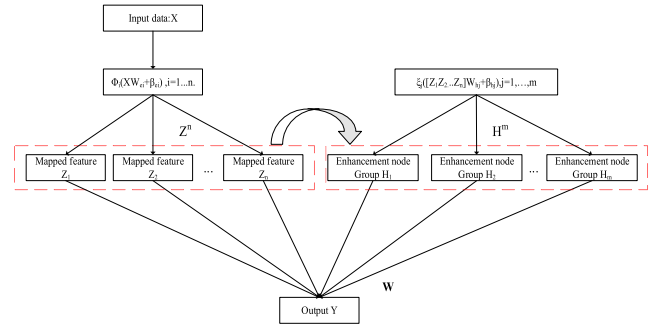 Input data:X
Φi(XWei+βei) ,i=1...n.
ξj([Z1Z2...Zn]Whj+βhj),j=1,…,m
Zn
Hm
Mapped feature
Z1
Mapped feature
Z2
...
Mapped feature
Zn
Enhancement node
Group H1
Enhancement node
Group H2
...
Enhancement node
Group Hm
W
Output Y